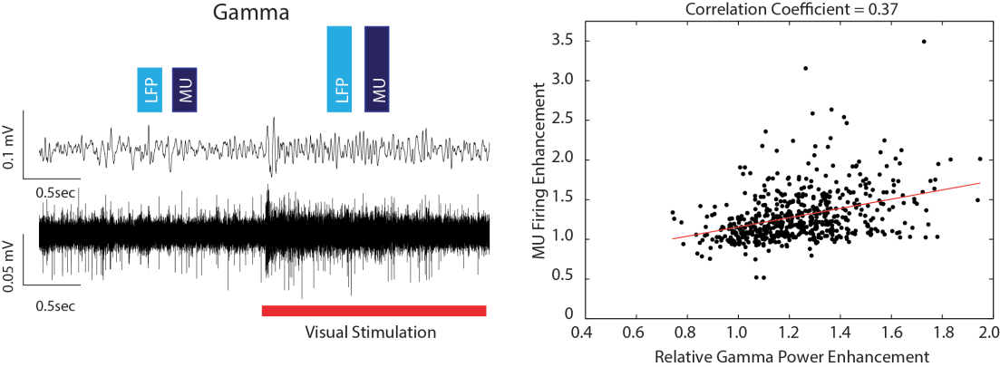 Gamma
LFP
MU
LFP
MU
0.1 mV
0.5sec
0.05 mV
0.5sec
Visual Stimulation
Correlation Coefficient = 0.37
MU Firing Enhancement
3.5
3.0
2.5
2.0
1.5
1.0
0.5
0
0.4 0.6 0.8 1.0 1.2 1.4 1.6 1.8 2.0
Relative Gamma Power Enhancement